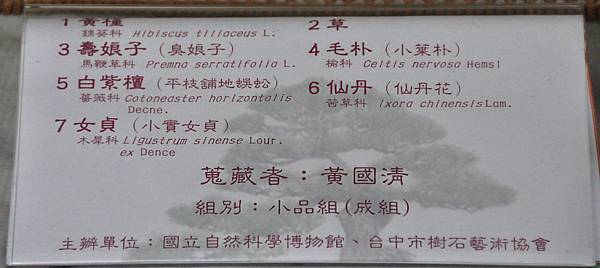 1 黃槿
錦葵科 Hibiscus tiliaceus L.
2 草
3 壽娘子（臭娘子）
馬鞭草科 Premna serratifolia L.
4 毛朴（小葉朴）
榆科 Celtis nervosa Hemsl
5 白紫檀（平枝舖地蜈蚣）
薔薇科 Cotoneaster horizontalis
Decne.
6 仙丹（仙丹花）
茜草科 Ixora chinensis Lam.
7 女貞（小實女貞）
木犀科 Ligustrum sinense Lour.
ex Dence
蒐藏者：黃國清
組別：小品組(成組)
主辦單位：國立自然科學博物館、台中市樹石藝術協會